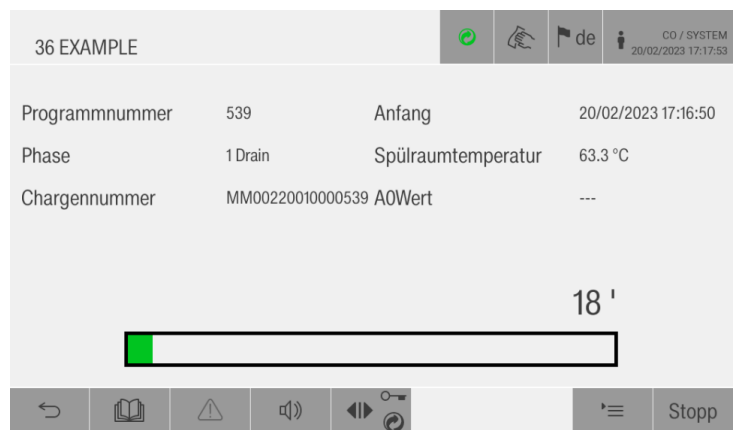 36 EXAMPLE
de
CO / SYSTEM
20/02/2023 17:17:53
Programmnummer 539 Anfang 20/02/2023 17:16:50
Phase 1 Drain Spülraumtemperatur 63.3 °C
Chargennummer MM00220010000539 A0Wert ---
18 '
Stopp